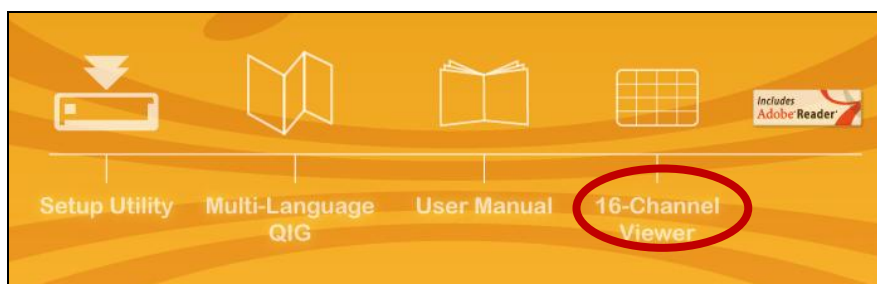 Includes
Adobe® Reader®
Setup Utility
Multi-Language
QIG
User Manual
16-Channel
Viewer